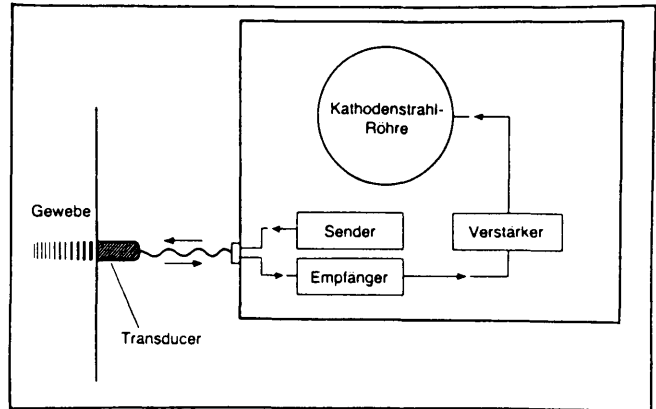 Kathodenstrahl-
Röhre
Gewebe
Sender
Verstärker
Empfänger
Transducer